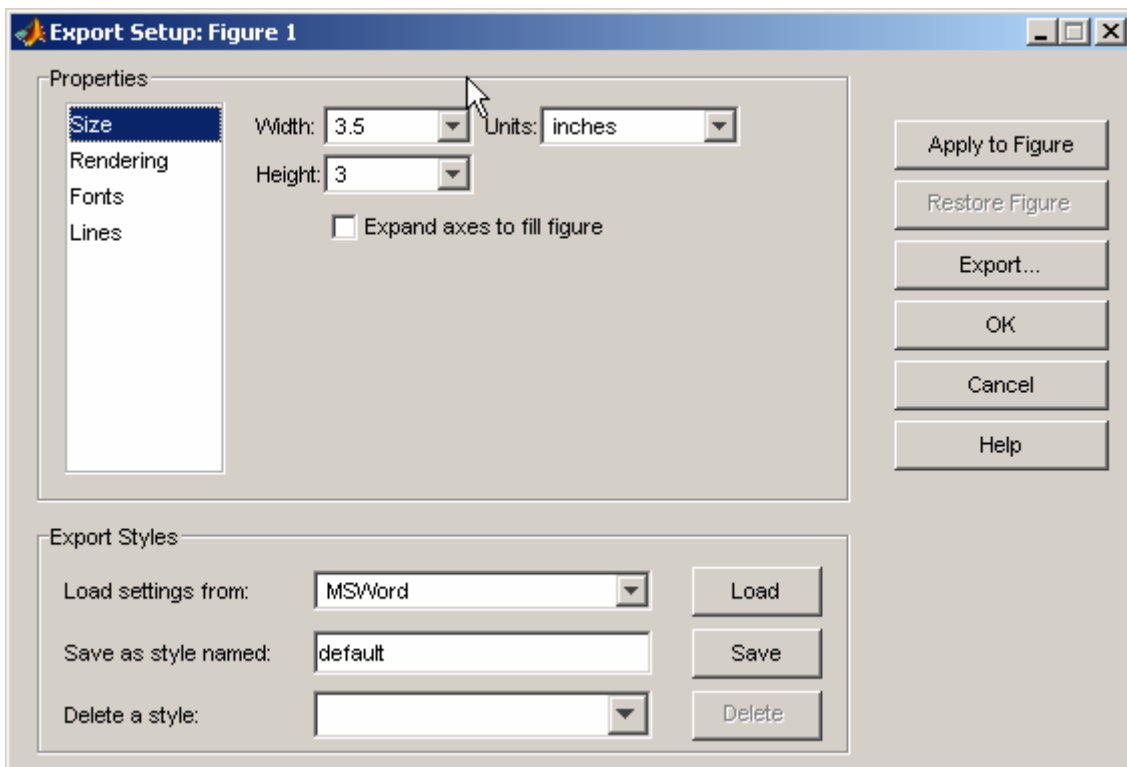 Export Setup: Figure 1
Properties
Size
Rendering
Fonts
Lines
Width: 3.5 Units: inches
Height: 3
Expand axes to fill figure
Apply to Figure
Restore Figure
Export...
OK
Cancel
Help
Export Styles
Load settings from: MSWord Load
Save as style named: default Save
Delete a style: Delete